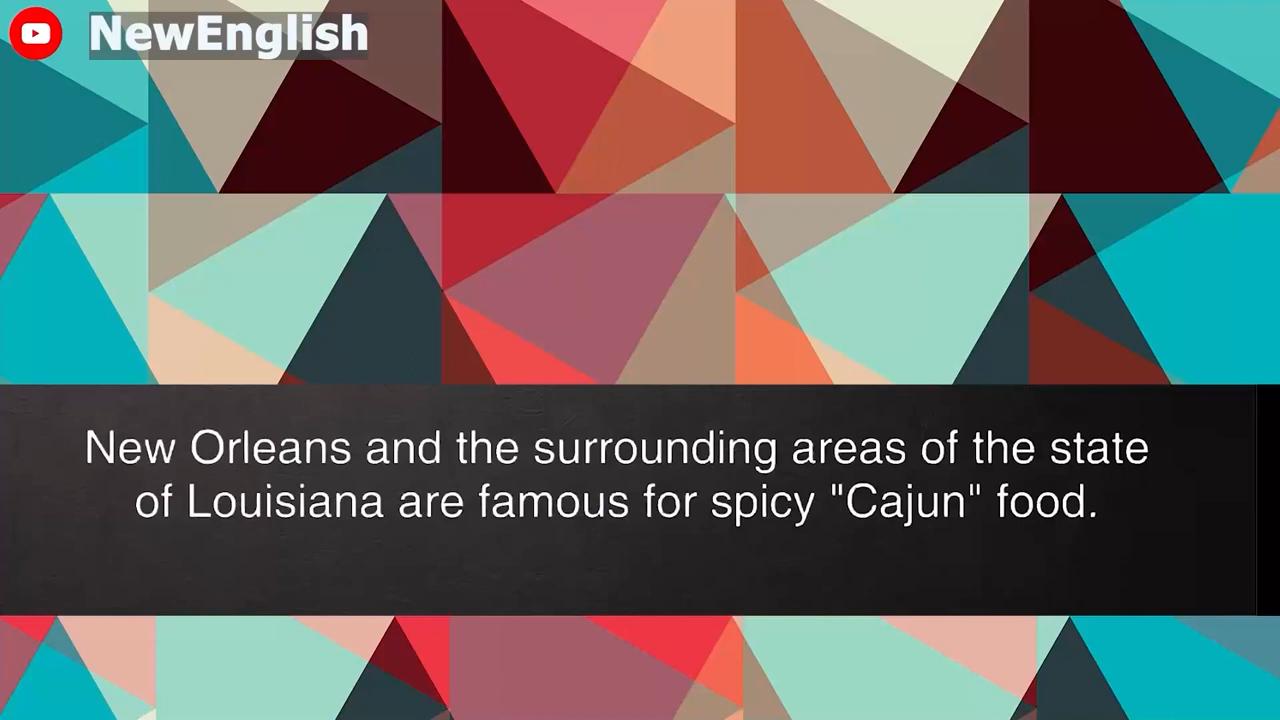 NewEnglish
New Orleans and the surrounding areas of the state
of Louisiana are famous for spicy "Cajun" food.